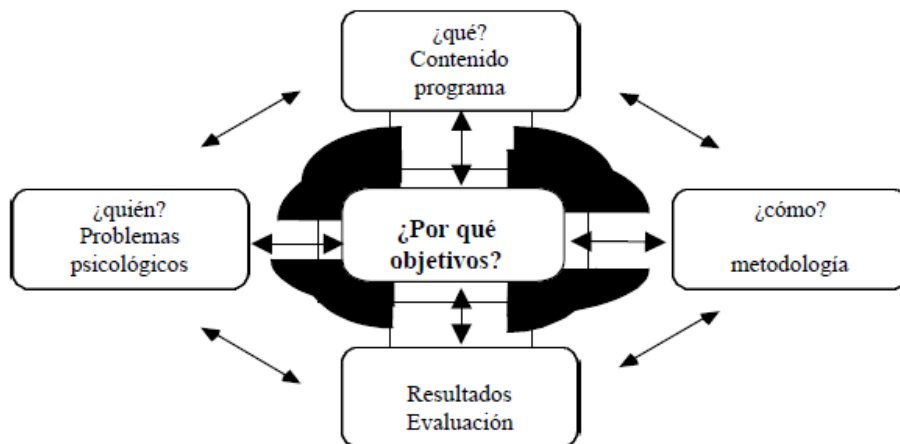 ¿qué?
Contenido
programa
¿quién?
Problemas
psicológicos
¿Por qué
objetivos?
¿cómo?
metodología
Resultados
Evaluación